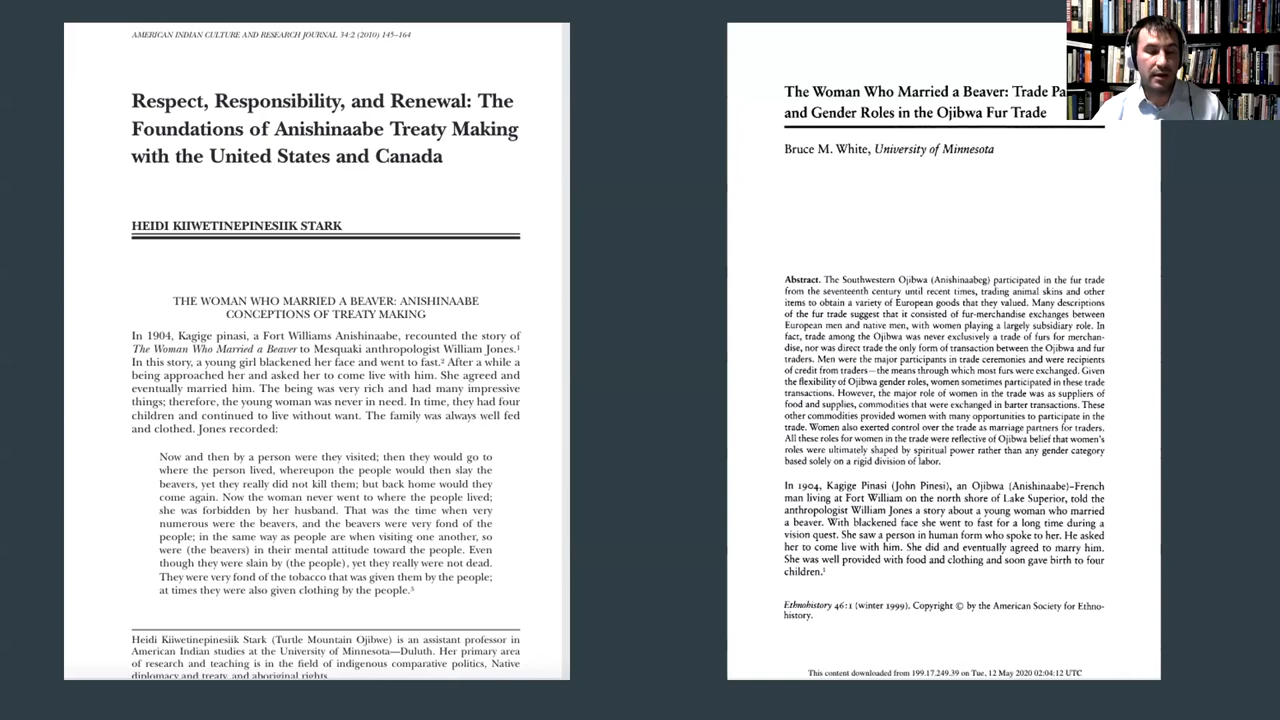 AMERICAN INDIAN CULTURE AND RESEARCH JOURNAL 34:2 (2010) 145–164
Respect, Responsibility, and Renewal: The
Foundations of Anishinaabe Treaty Making
with the United States and Canada
HEIDI KIIWETINEPINESIIK STARK
THE WOMAN WHO MARRIED A BEAVER: ANISHINAABE
CONCEPTIONS OF TREATY MAKING
In 1904, Kagige pinasi, a Fort Williams Anishinaabe, recounted the story of
The Woman Who Married a Beaver to Mesquaki anthropologist William Jones.¹
In this story, a young girl blackened her face and went to fast.² After a while a
being approached her and asked her to come live with him. She agreed and
eventually married him. The being was very rich and had many impressive
things; therefore, the young woman was never in need. In time, they had four
children and continued to live without want. The family was always well fed
and clothed. Jones recorded:
Now and then by a person were they visited; then they would go to
where the person lived, whereupon the people would then slay the
beavers, yet they really did not kill them; but back home would they
come again. Now the woman never went to where the people lived;
she was forbidden by her husband. That was the time when very
numerous were the beavers, and the beavers were very fond of the
people; in the same way as people are when visiting one another, so
were (the beavers) in their mental attitude toward the people. Even
though they were slain by (the people), yet they really were not dead.
They were very fond of the tobacco that was given them by the people;
at times they were also given clothing by the people.³
Heidi Kiiwetinepinesiik Stark (Turtle Mountain Ojibwe) is an assistant professor in
American Indian studies at the University of Minnesota—Duluth. Her primary area
of research and teaching is in the field of indigenous comparative politics, Native
diplomacy and treaty, and aboriginal rights.
The Woman Who Married a Beaver: Trade Pa
and Gender Roles in the Ojibwa Fur Trade
Bruce M. White, University of Minnesota
Abstract. The Southwestern Ojibwa (Anishinaabeg) participated in the fur trade
from the seventeenth century until recent times, trading animal skins and other
items to obtain a variety of European goods that they valued. Many descriptions
of the fur trade suggest that it consisted of fur-merchandise exchanges between
European men and native men, with women playing a largely subsidiary role. In
fact, trade among the Ojibwa was never exclusively a trade of furs for merchan-
dise, nor was direct trade the only form of transaction between the Ojibwa and fur
traders. Men were the major participants in trade ceremonies and were recipients
of credit from traders—the means through which most furs were exchanged. Given
the flexibility of Ojibwa gender roles, women sometimes participated in these trade
transactions. However, the major role of women in the trade was as suppliers of
food and supplies, commodities that were exchanged in barter transactions. These
other commodities provided women with many opportunities to participate in the
trade. Women also exerted control over the trade as marriage partners for traders.
All these roles for women in the trade were reflective of Ojibwa belief that women's
roles were ultimately shaped by spiritual power rather than any gender category
based solely on a rigid division of labor.
In 1904, Kagige Pinasi (John Pinesi), an Ojibwa (Anishinaabe)-French
man living at Fort William on the north shore of Lake Superior, told the
anthropologist William Jones a story about a young woman who married
a beaver. With blackened face she went to fast for a long time during a
vision quest. She saw a person in human form who spoke to her. He asked
her to come live with him. She did and eventually agreed to marry him.
She was well provided with food and clothing and soon gave birth to four
children.¹
Ethnohistory 46:1 (winter 1999). Copyright © by the American Society for Ethno-
history.
This content downloaded from 199.17.249.39 on Tue, 12 May 2020 02:04:12 UTC